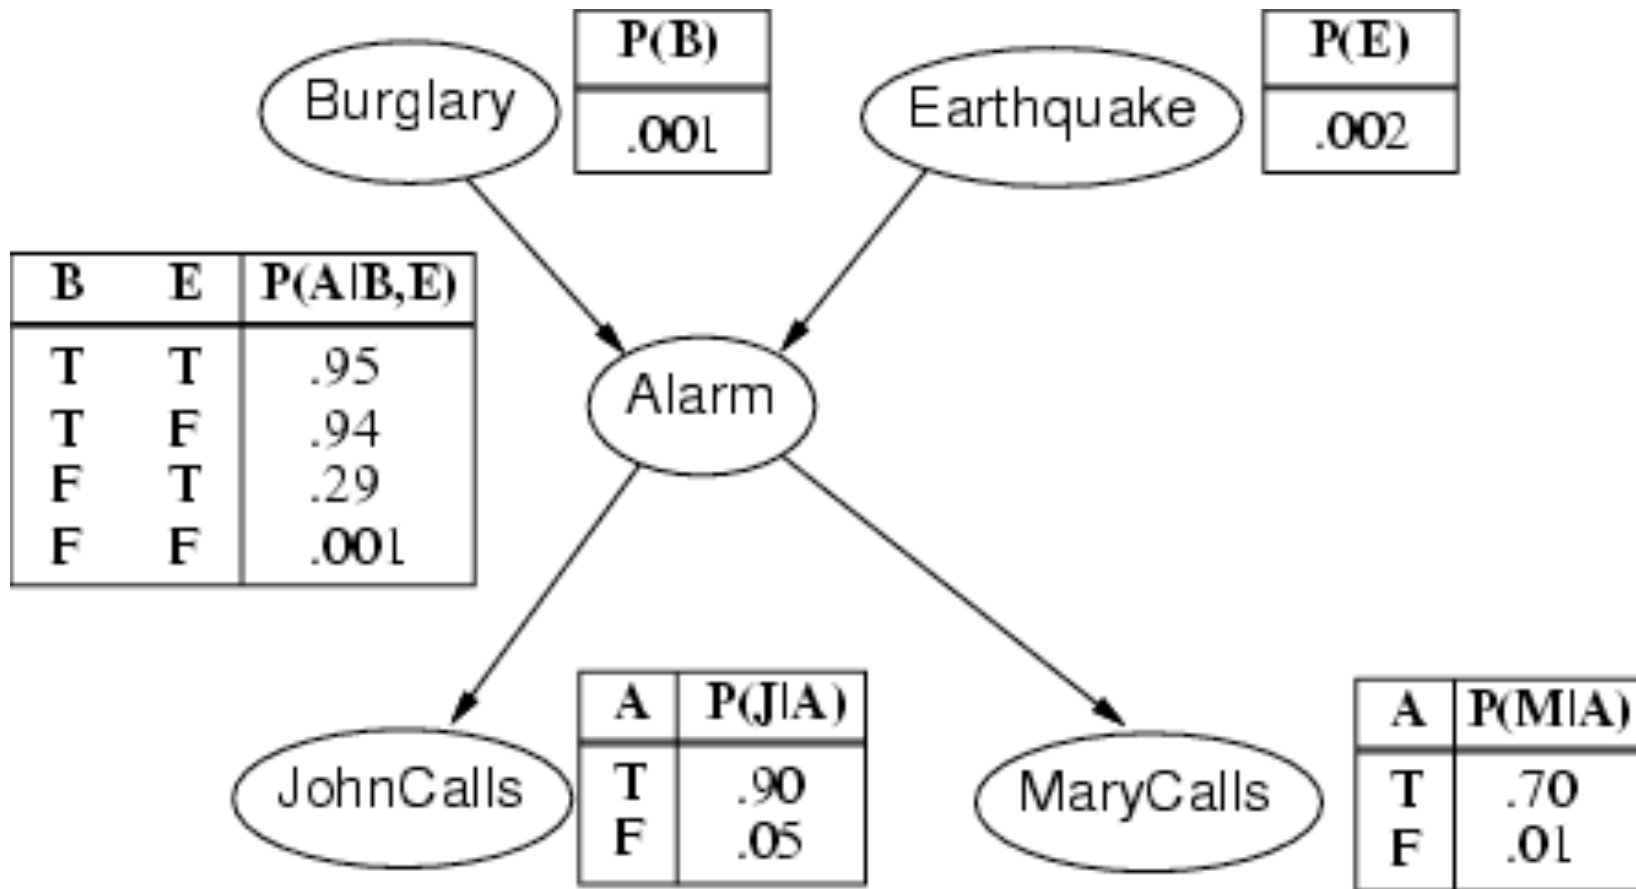 Burglary
P(B)
.001
Earthquake
P(E)
.002
B E P(A|B,E)
T T .95
T F .94
F T .29
F F .001
Alarm
JohnCalls
A P(J|A)
T .90
F .05
MaryCalls
A P(M|A)
T .70
F .01